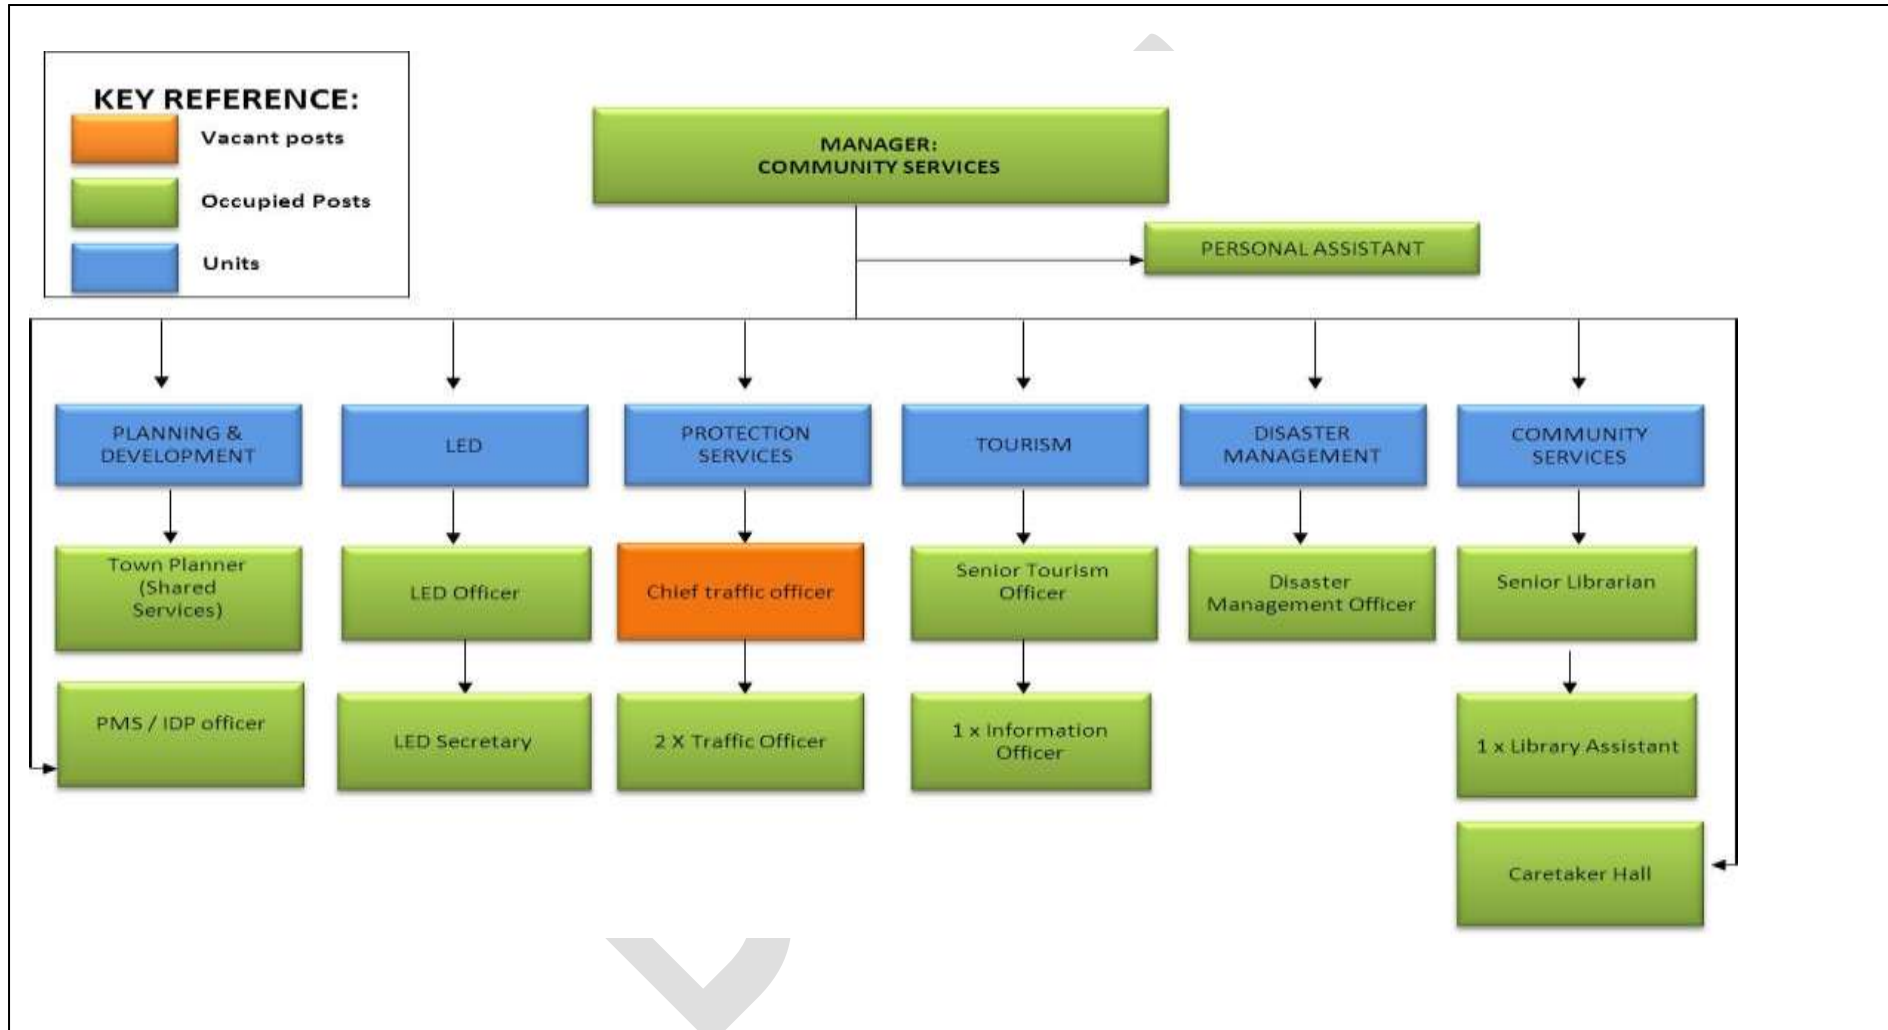 KEY REFERENCE:
Vacant posts
Occupied Posts
Units
MANAGER:
COMMUNITY SERVICES
PERSONAL ASSISTANT
PLANNING &
DEVELOPMENT
LED
PROTECTION
SERVICES
TOURISM
DISASTER
MANAGEMENT
COMMUNITY
SERVICES
Town Planner
(Shared
Services)
LED Officer
Chief traffic officer
Senior Tourism
Officer
Disaster
Management Officer
Senior Librarian
PMS / IDP officer
LED Secretary
2 X Traffic Officer
1 x Information
Officer
1 x Library Assistant
Caretaker Hall